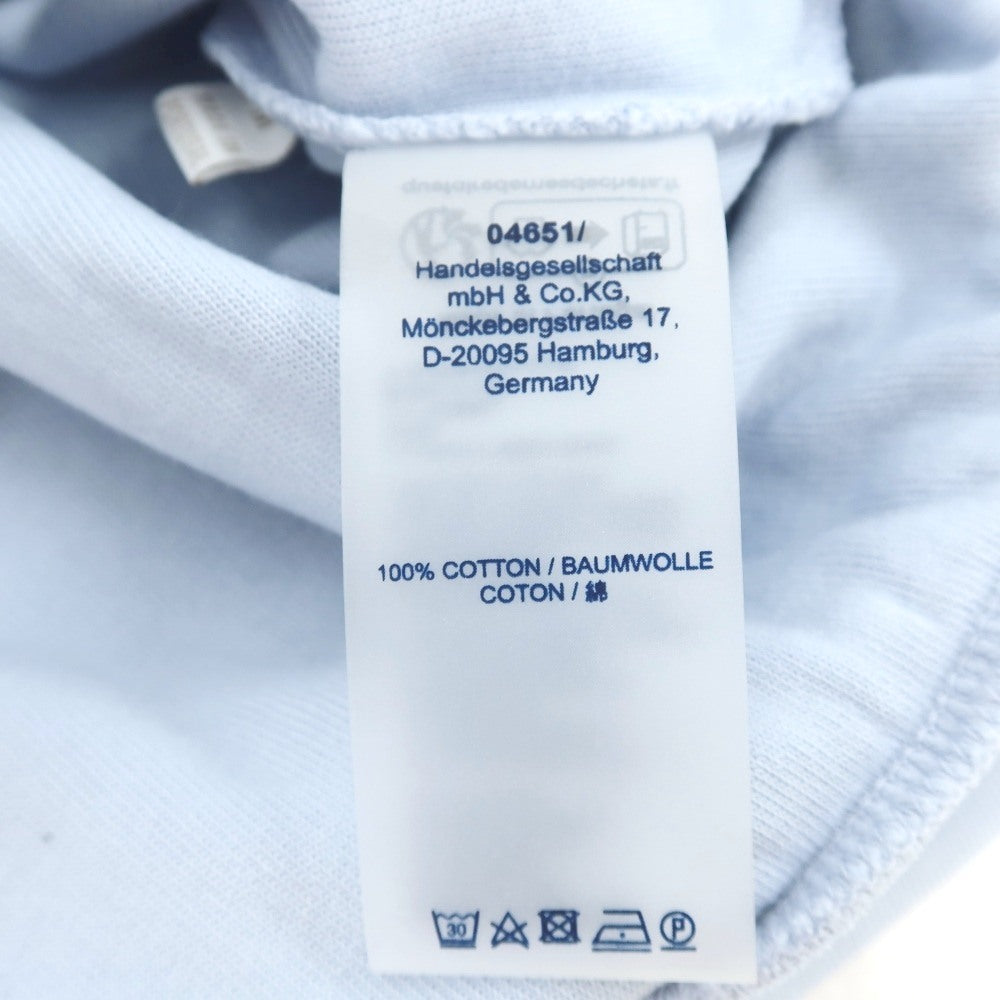 04651/
Handelsgesellschaft
mbH & Co.KG,
Mönckebergstraße 17,
D-20095 Hamburg,
Germany
100% COTTON / BAUMWOLLE
COTON / 綿
30
P